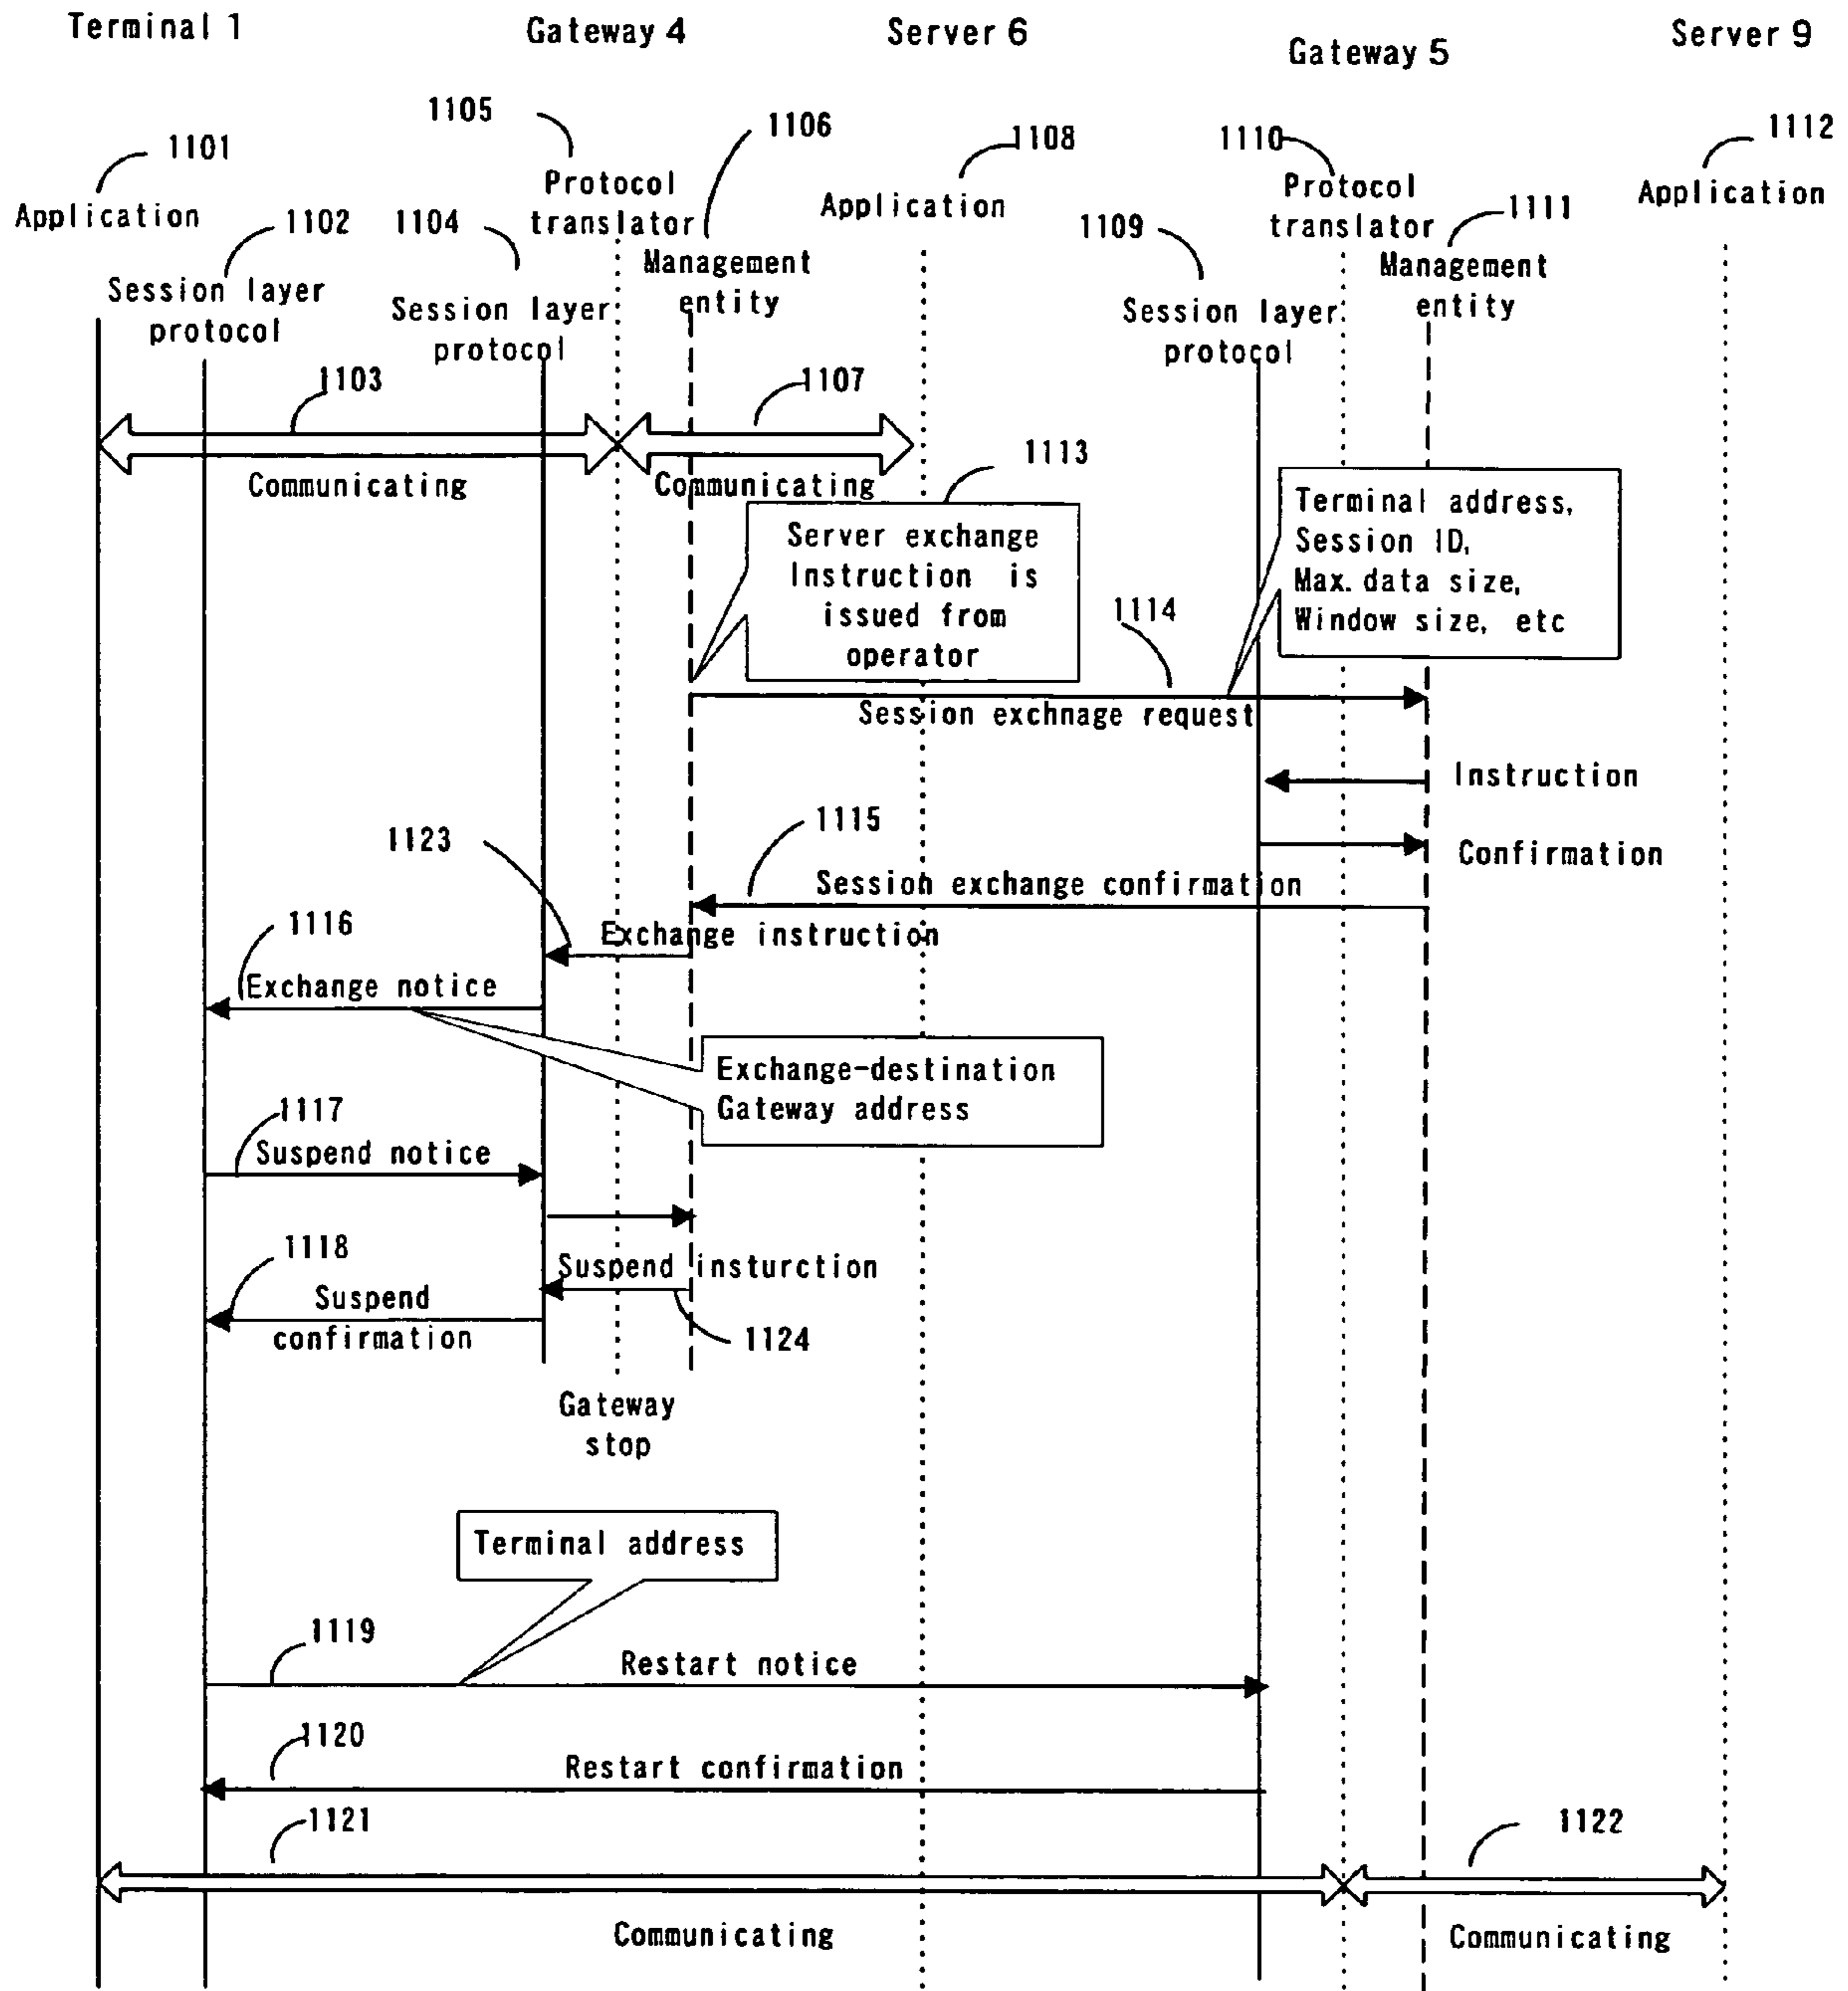 Terminal 1
Gateway 4
Server 6
Gateway 5
Server 9
1105
1106
1108
1110
1112
1101
Application
1102
1104
Protocol
translator
Application
1109
Protocol
translator
1111
Application
Session layer
protocol
Session layer
protocol
Management
entity
Session layer
protocol
Management
entity
1103
1107
Communicating
Communicating
1113
Server exchange
Instruction is
issued from
operator
Terminal address,
Session ID,
Max. data size,
Window size, etc
1114
Session exchnage request
Instruction
1115
1123
Confirmation
Session exchange confirmation
1116
Exchange instruction
Exchange notice
Exchange-destination
Gateway address
1117
Suspend notice
1118
Suspend insturction
Suspend
confirmation
1124
Gateway
stop
Terminal address
1119
Restart notice
1120
Restart confirmation
1121
1122
Communicating
Communicating